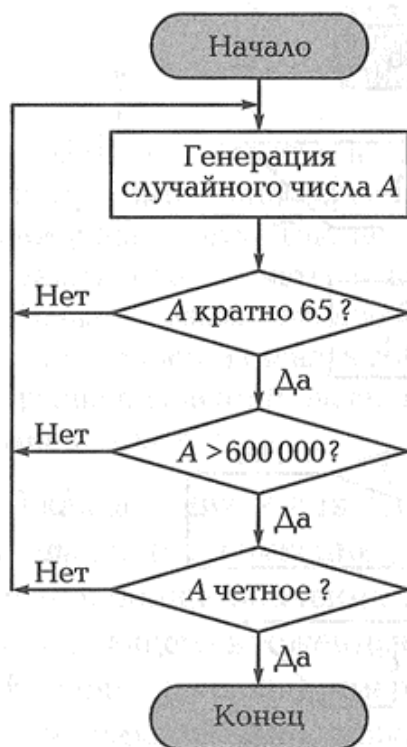 Начало
Генерация
случайного числа A
A кратно 65 ?
Нет
Да
A > 600 000?
Нет
Да
A четное ?
Нет
Да
Конец